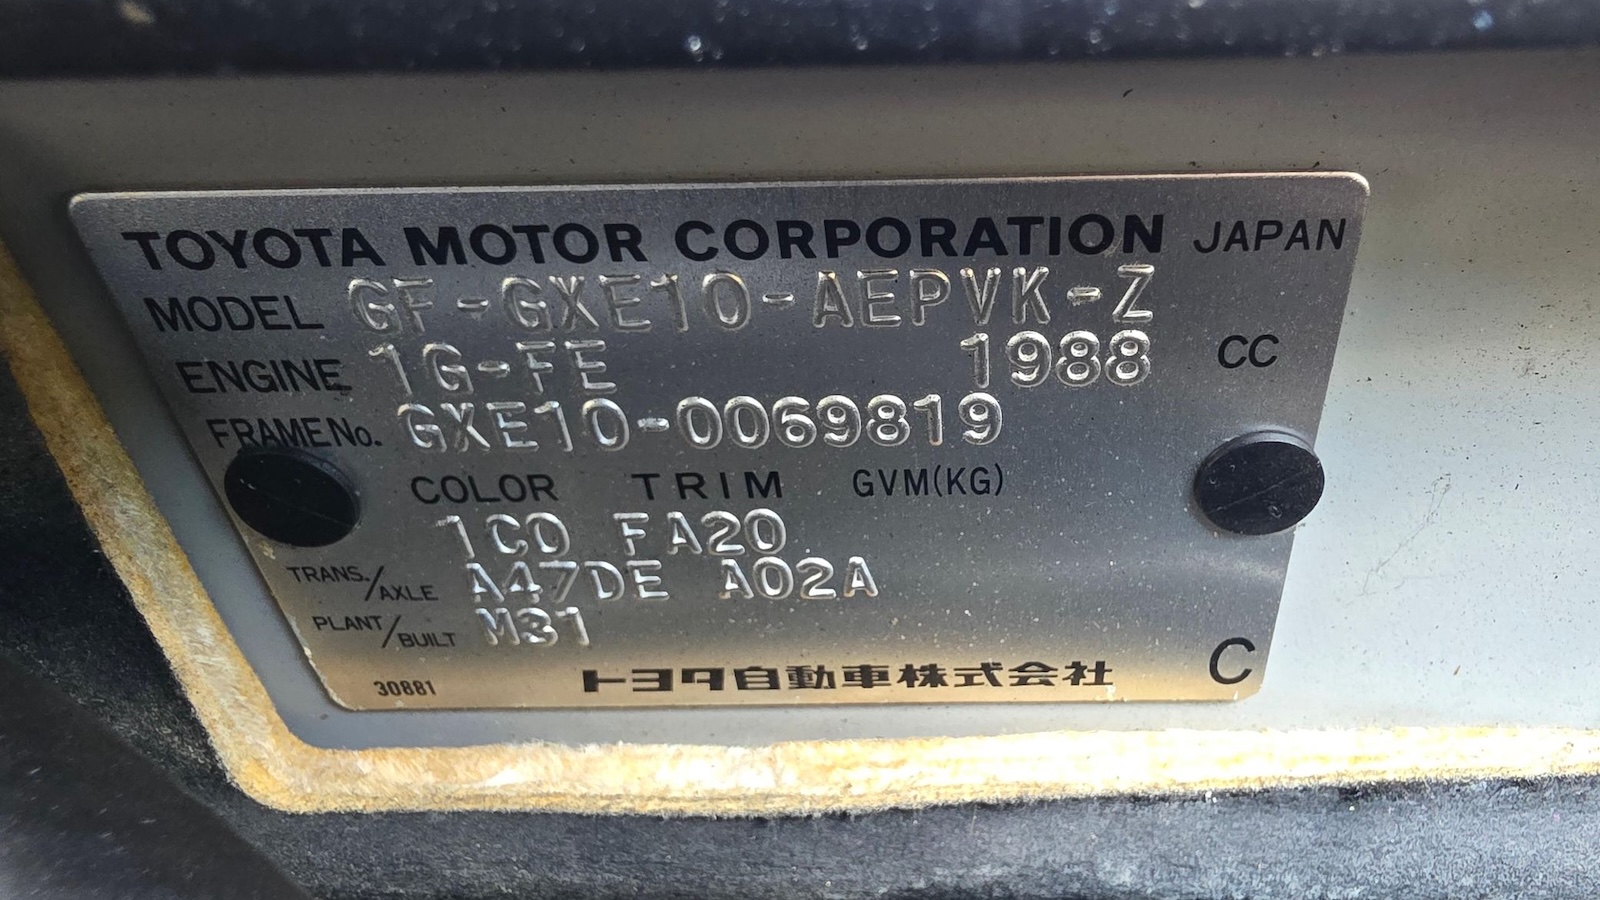 TOYOTA MOTOR CORPORATION JAPAN
MODEL GF-GXE10-AEPVK-Z
ENGINE 1G-FE 1988 CC
FRAME No. GXE10-0069819
COLOR TRIM GVM(KG)
1C0 FA20
TRANS./AXLE A47DE A02A
PLANT/BUILT M31
30881 トヨタ自動車株式会社 C